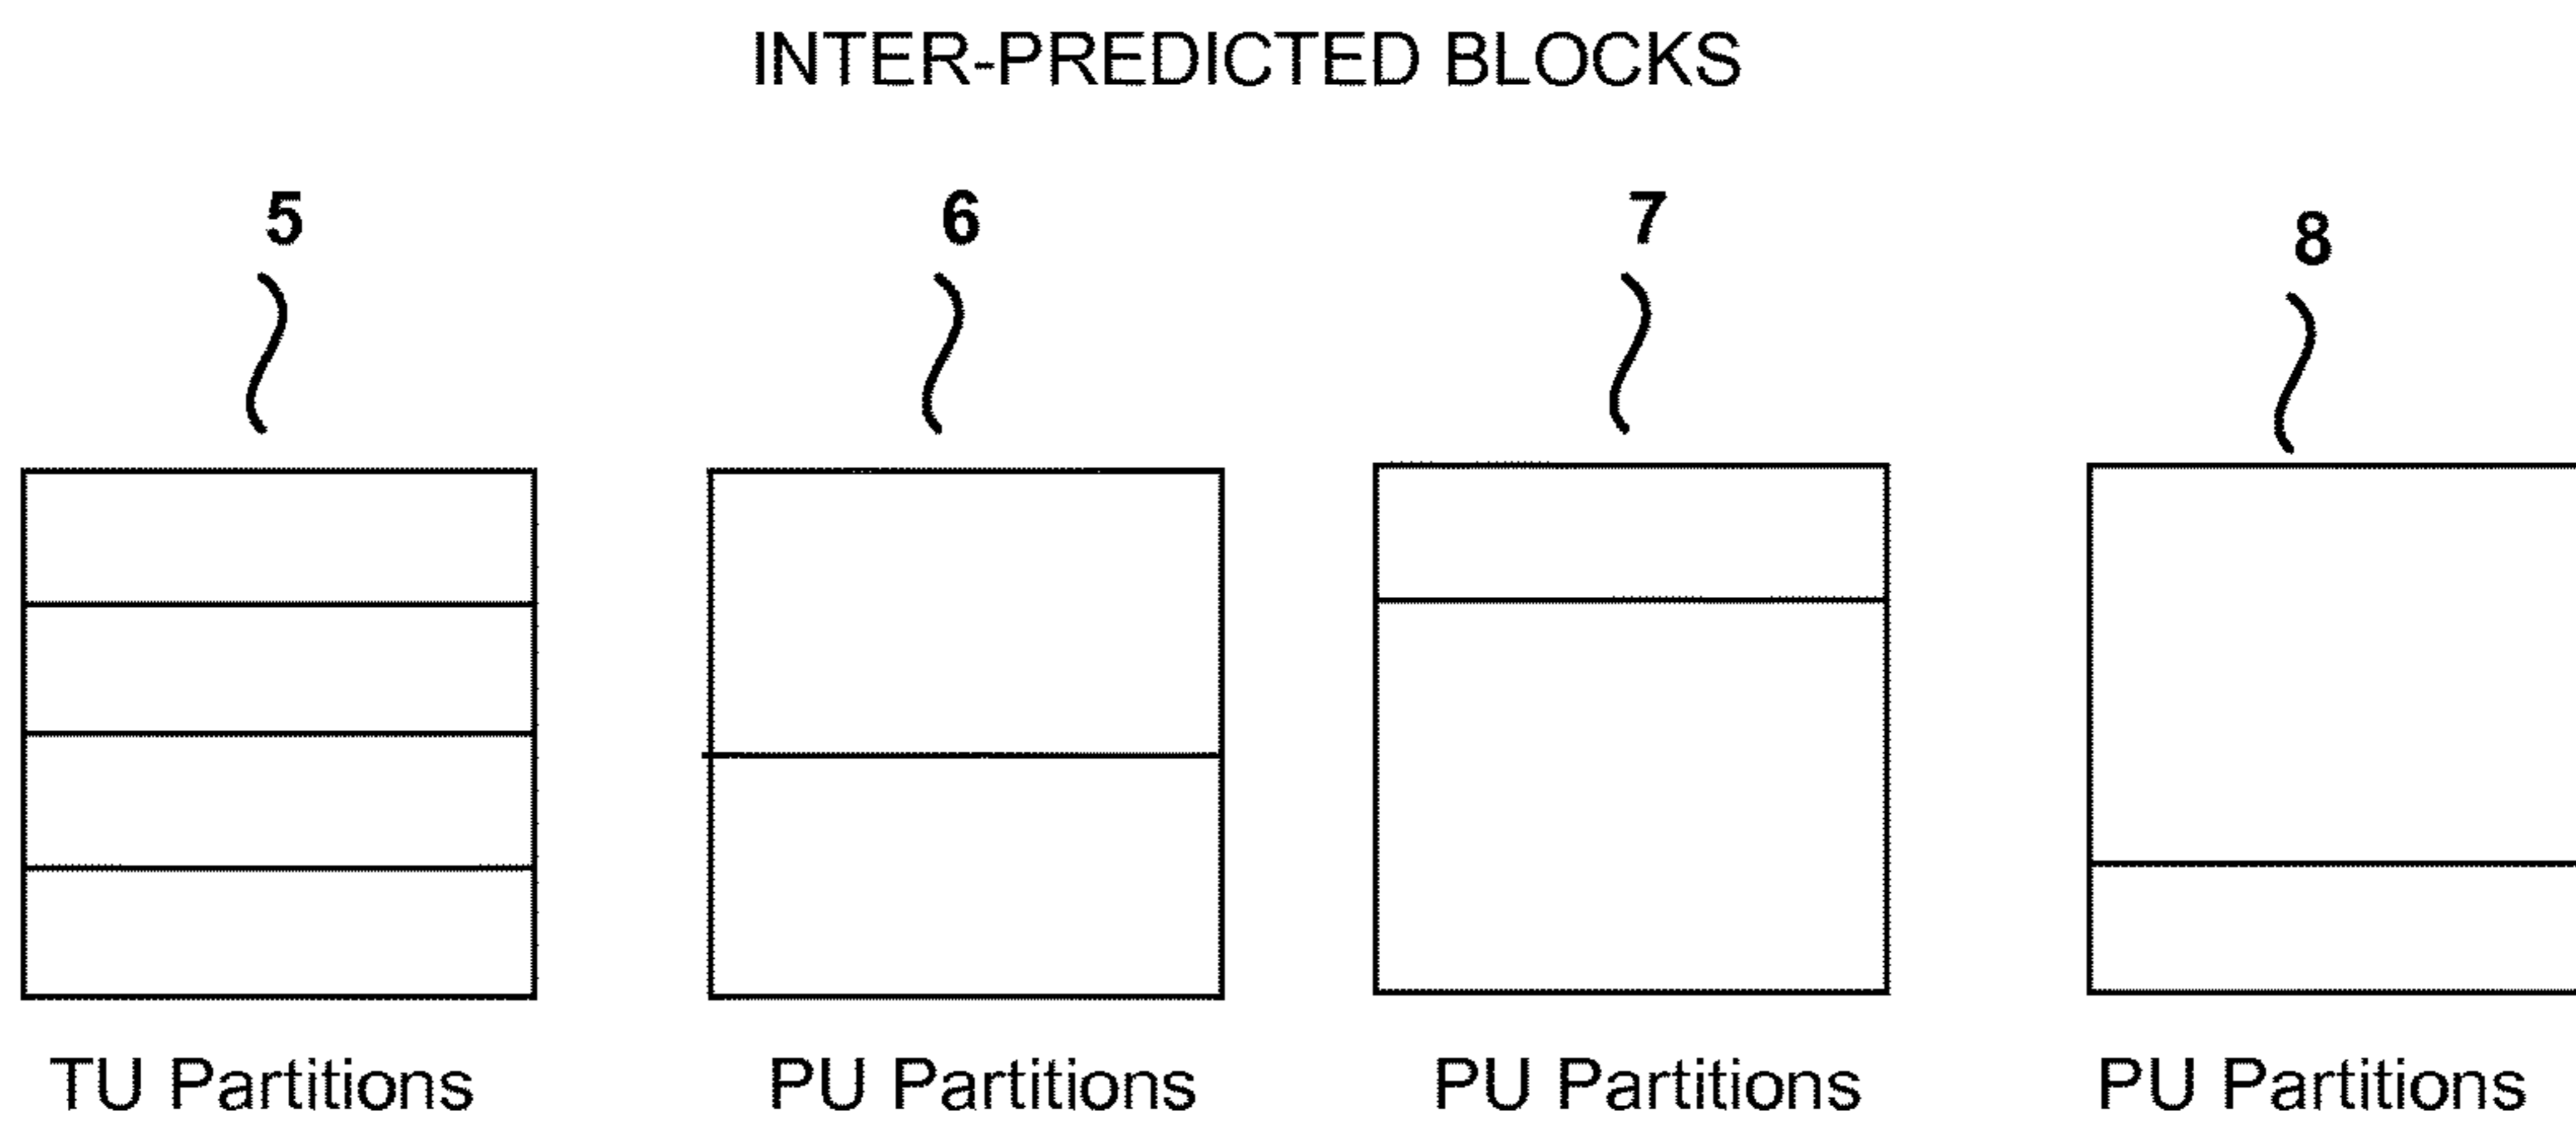 INTER-PREDICTED BLOCKS
5 6 7 8
TU Partitions PU Partitions PU Partitions PU Partitions